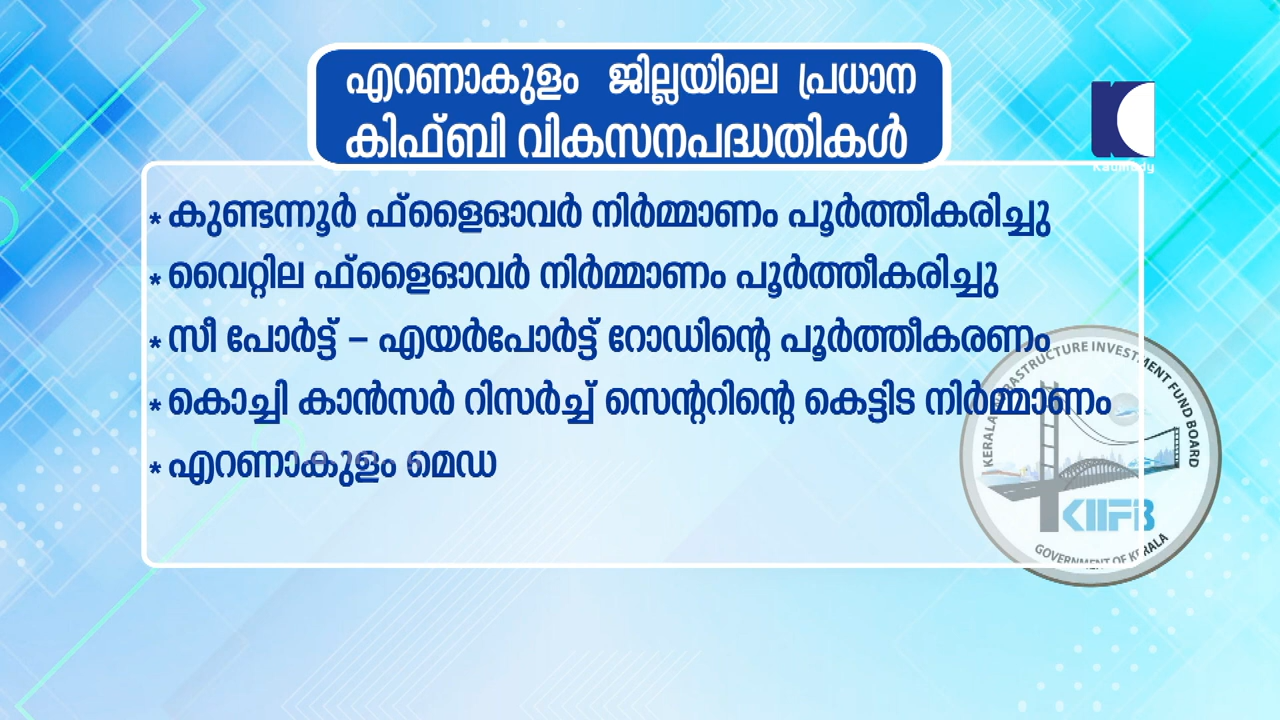 എറണാകുളം ജില്ലയിലെ പ്രധാന
കിഫ്ബി വികസനപദ്ധതികൾ
Kaumudy
* കുണ്ടന്നൂർ ഫ്ളൈഓവർ നിർമ്മാണം പൂർത്തീകരിച്ചു
* വൈറ്റില ഫ്ളൈഓവർ നിർമ്മാണം പൂർത്തീകരിച്ചു
* സീ പോർട്ട് – എയർപോർട്ട് റോഡിന്റെ പൂർത്തീകരണം
* കൊച്ചി കാൻസർ റിസർച്ച് സെന്ററിന്റെ കെട്ടിട നിർമ്മാണം
* എറണാകുളം മെഡ
KERALA INFRASTRUCTURE INVESTMENT FUND BOARD
KIIFB
GOVERNMENT OF KERALA